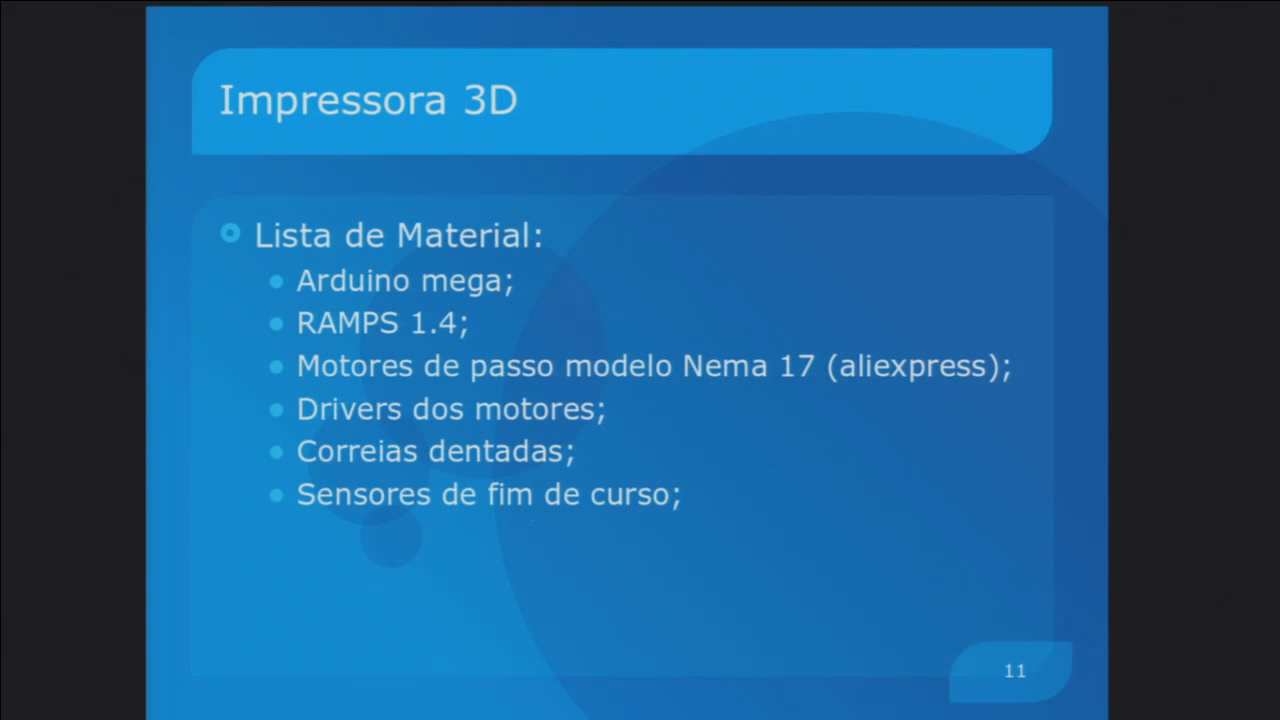 Impressora 3D
Lista de Material:
Arduino mega;
RAMPS 1.4;
Motores de passo modelo Nema 17 (aliexpress);
Drivers dos motores;
Correias dentadas;
Sensores de fim de curso;
11